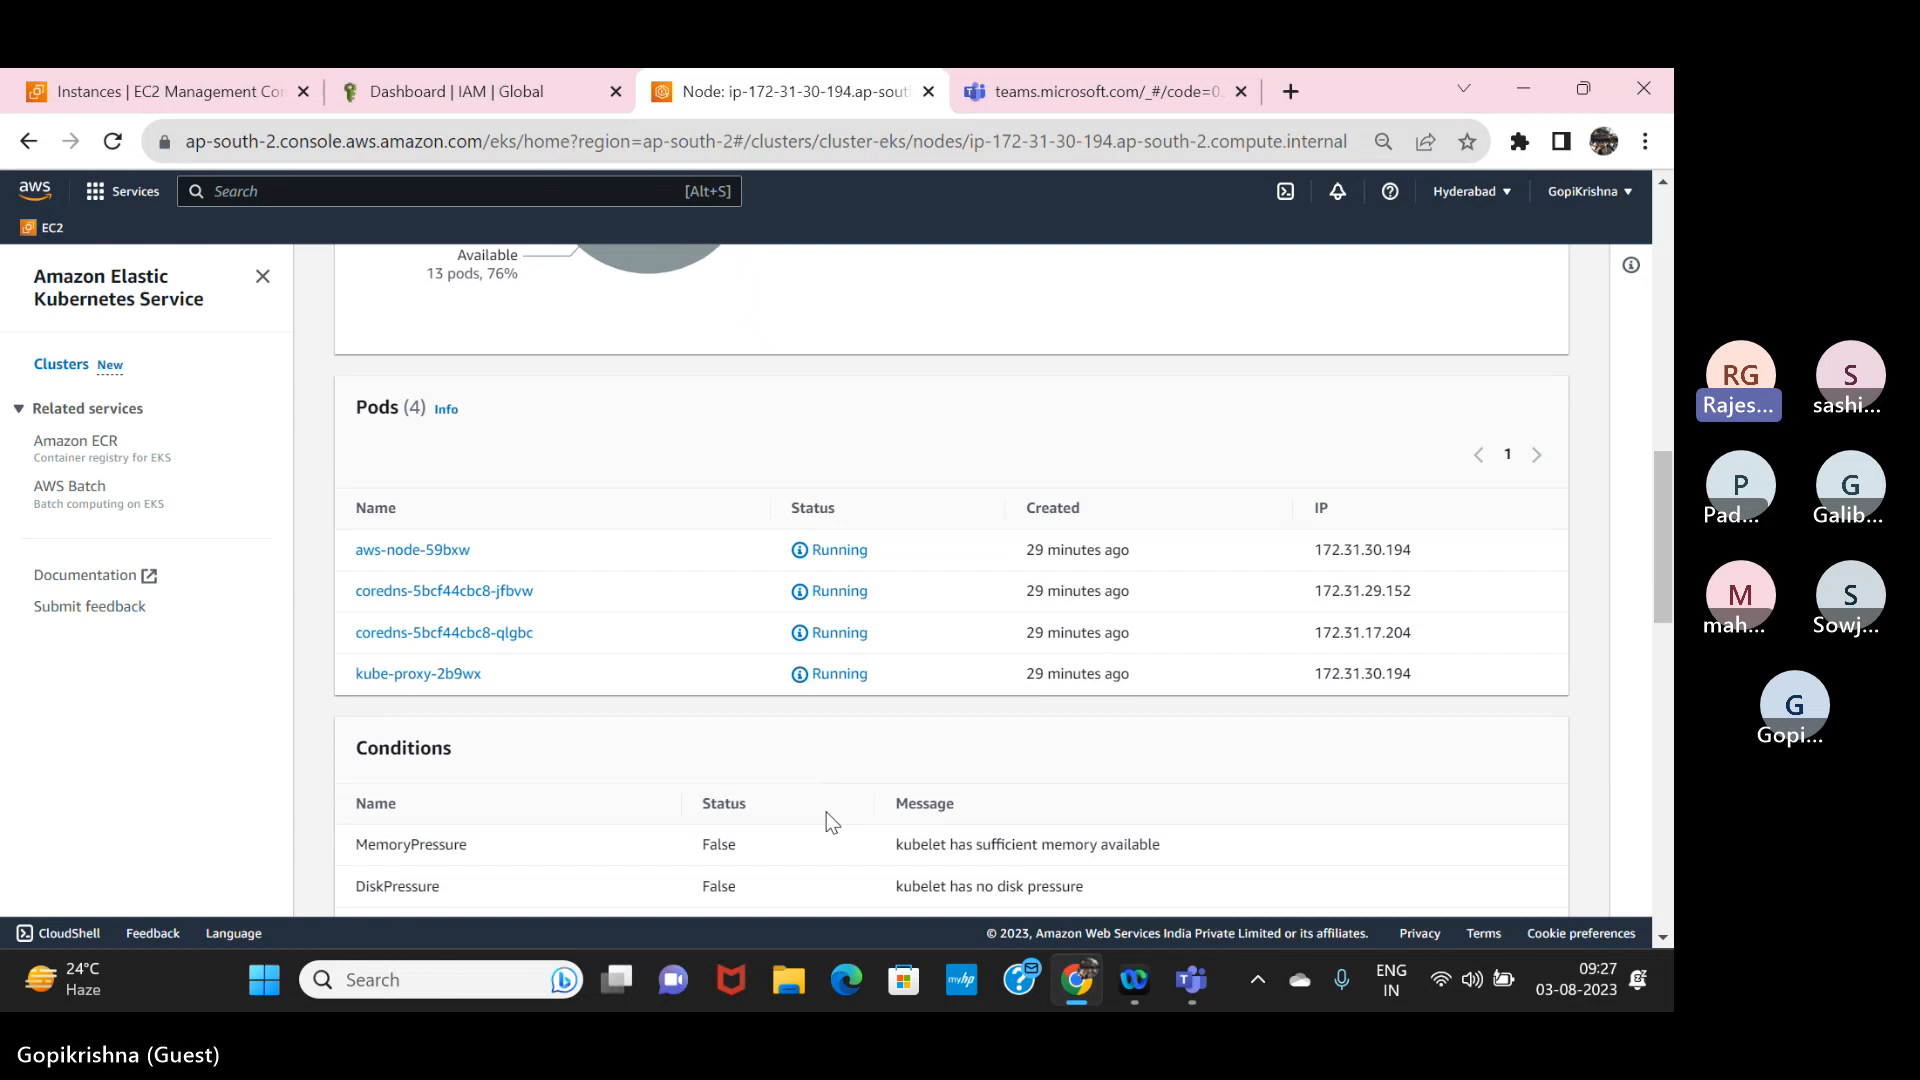 Instances | EC2 Management Co
Dashboard | IAM | Global
Node: ip-172-31-30-194.ap-sout
teams.microsoft.com/_#/code=0.
ap-south-2.console.aws.amazon.com/eks/home?region=ap-south-2#/clusters/cluster-eks/nodes/ip-172-31-30-194.ap-south-2.compute.internal
aws
Services
Search
[Alt+S]
Hyderabad
GopiKrishna
EC2
Amazon Elastic
Kubernetes Service
Clusters New
Related services
Amazon ECR
Container registry for EKS
AWS Batch
Batch computing on EKS
Documentation
Submit feedback
Available
13 pods, 76%
Pods (4) Info
1
Name Status Created IP
aws-node-59bxw Running 29 minutes ago 172.31.30.194
coredns-5bcf44cbc8-jfbvw Running 29 minutes ago 172.31.29.152
coredns-5bcf44cbc8-qlgbc Running 29 minutes ago 172.31.17.204
kube-proxy-2b9wx Running 29 minutes ago 172.31.30.194
Conditions
Name Status Message
MemoryPressure False kubelet has sufficient memory available
DiskPressure False kubelet has no disk pressure
CloudShell Feedback Language
© 2023, Amazon Web Services India Private Limited or its affiliates. Privacy Terms Cookie preferences
24°C
Haze
Search
myhp
ENG
IN
09:27
03-08-2023
RG
Rajes...
S
sashi...
P
Pad...
G
Galib...
M
mah...
S
Sowj...
G
Gopi...
Gopikrishna (Guest)